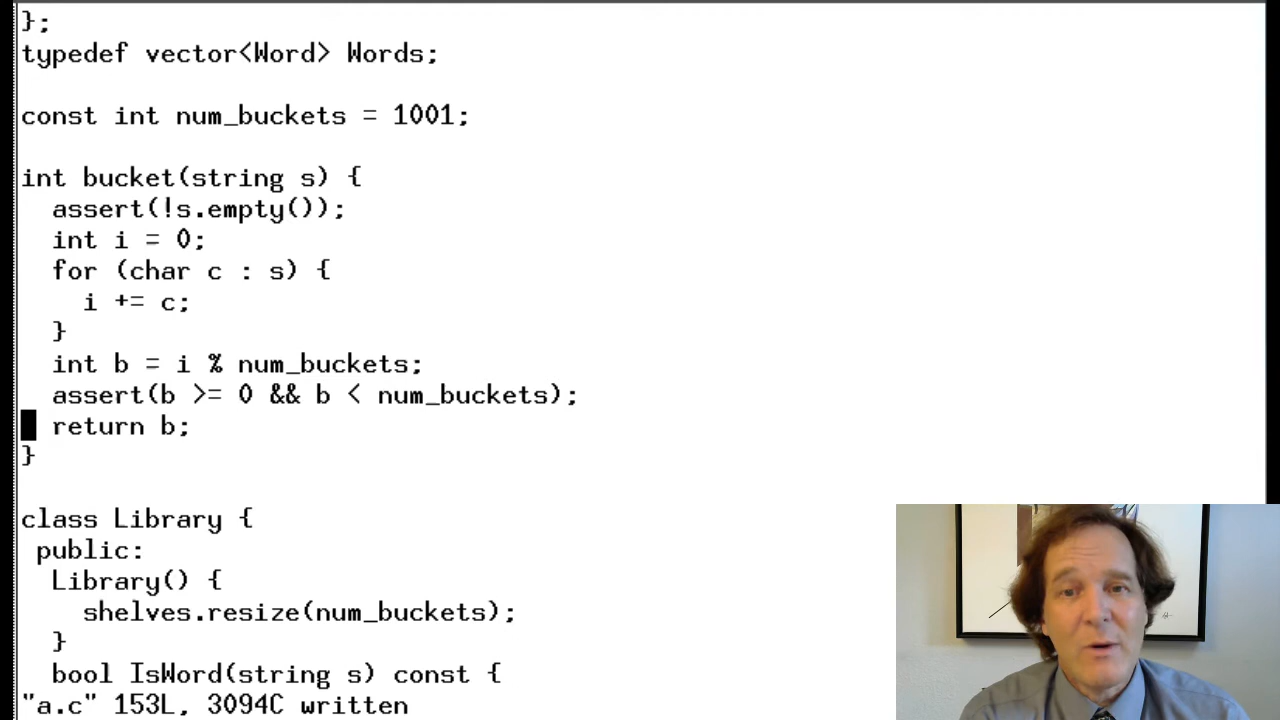 };
typedef vector<Word> Words;
const int num_buckets = 1001;
int bucket(string s) {
  assert(!s.empty());
  int i = 0;
  for (char c : s) {
    i += c;
  }
  int b = i % num_buckets;
  assert(b >= 0 && b < num_buckets);
  return b;
}
class Library {
 public:
  Library() {
    shelves.resize(num_buckets);
  }
  bool IsWord(string s) const {
"a.c" 153L, 3094C written